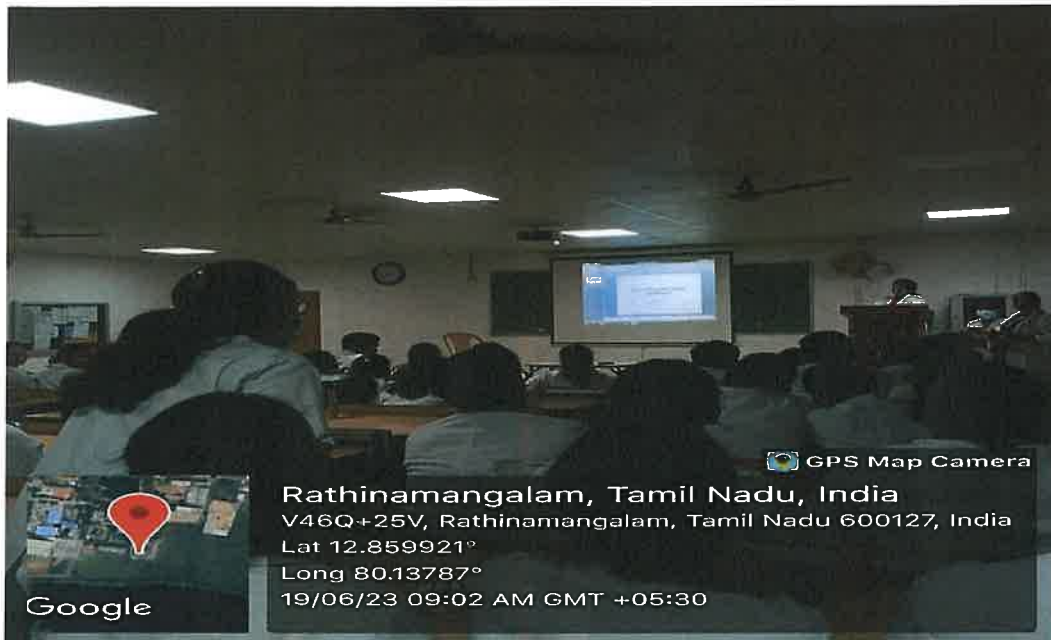 GPS Map Camera
Rathinamangalam, Tamil Nadu, India
V46Q+25V, Rathinamangalam, Tamil Nadu 600127, India
Lat 12.859921°
Long 80.13787°
19/06/23 09:02 AM GMT +05:30
Google